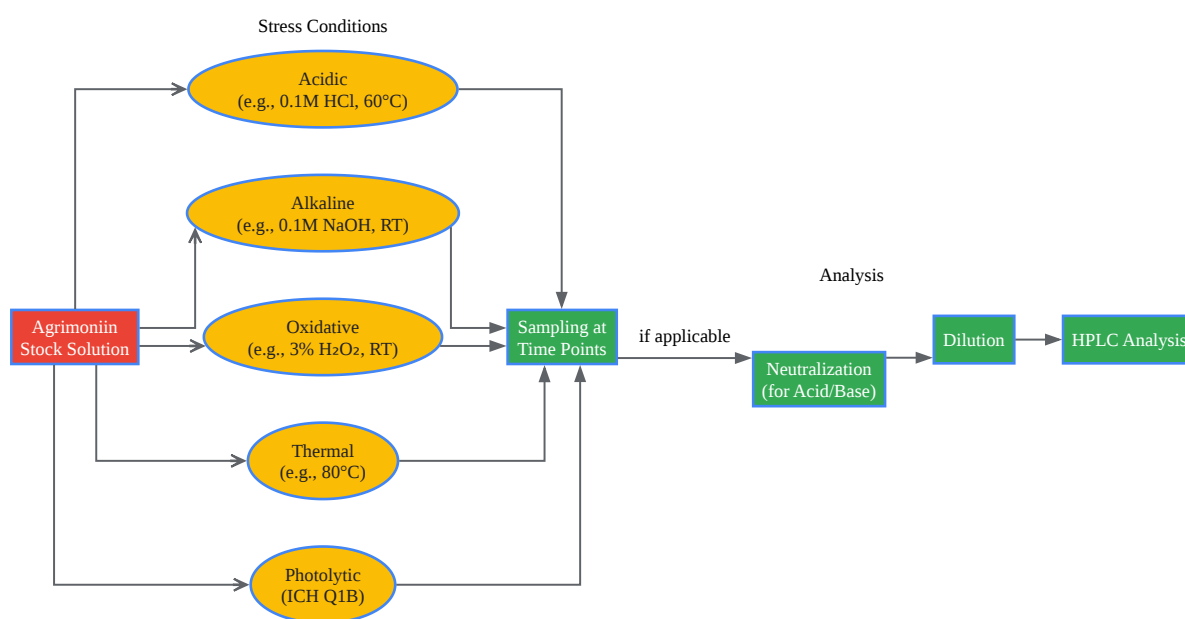 Stress Conditions
Acidic
(e.g., 0.1M HCl, 60°C)
Alkaline
(e.g., 0.1M NaOH, RT)
Agrimoniin
Stock Solution
Oxidative
(e.g., 3% H₂O₂, RT)
Thermal
(e.g., 80°C)
Photolytic
(ICH Q1B)
Sampling at
Time Points
if applicable
Analysis
Neutralization
(for Acid/Base)
Dilution
HPLC Analysis